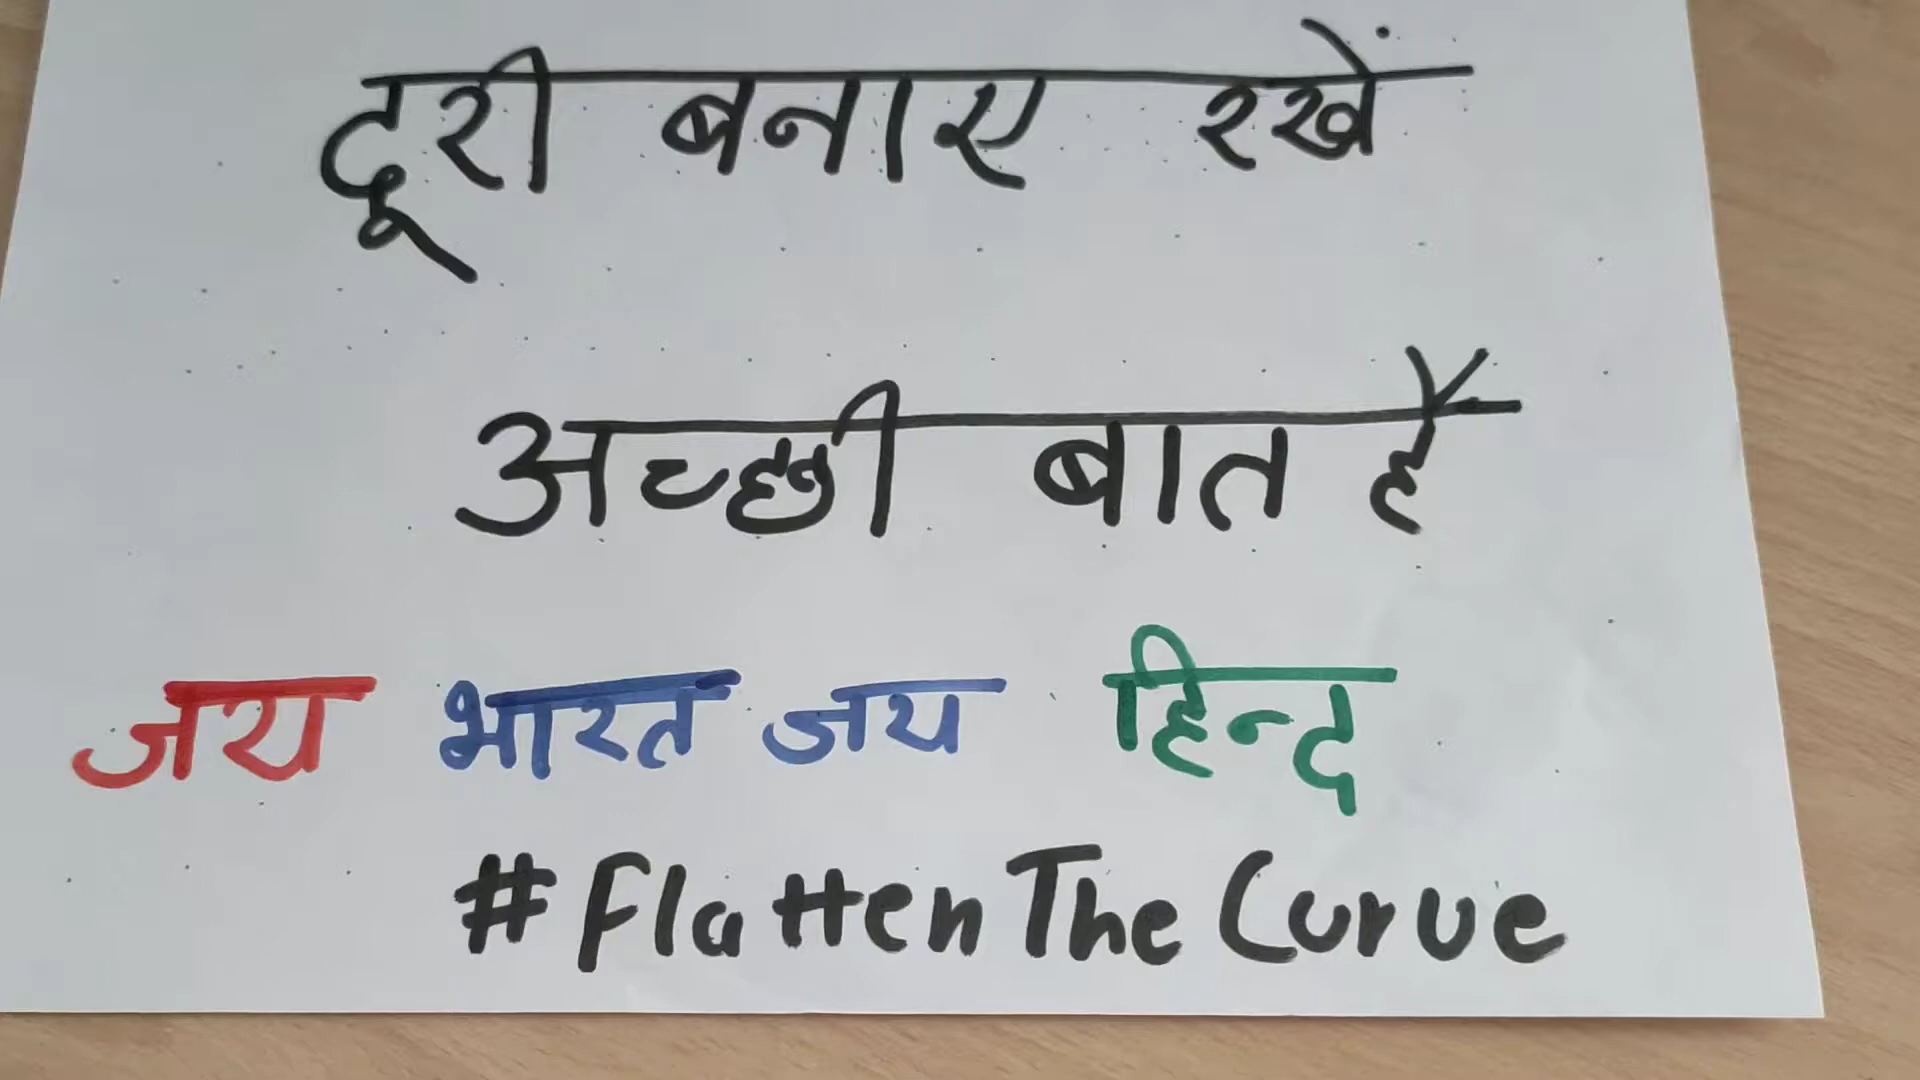 दूरी बनाए रखें
अच्छी बात है
जय भारत जय हिन्द
#FlattenTheCurve